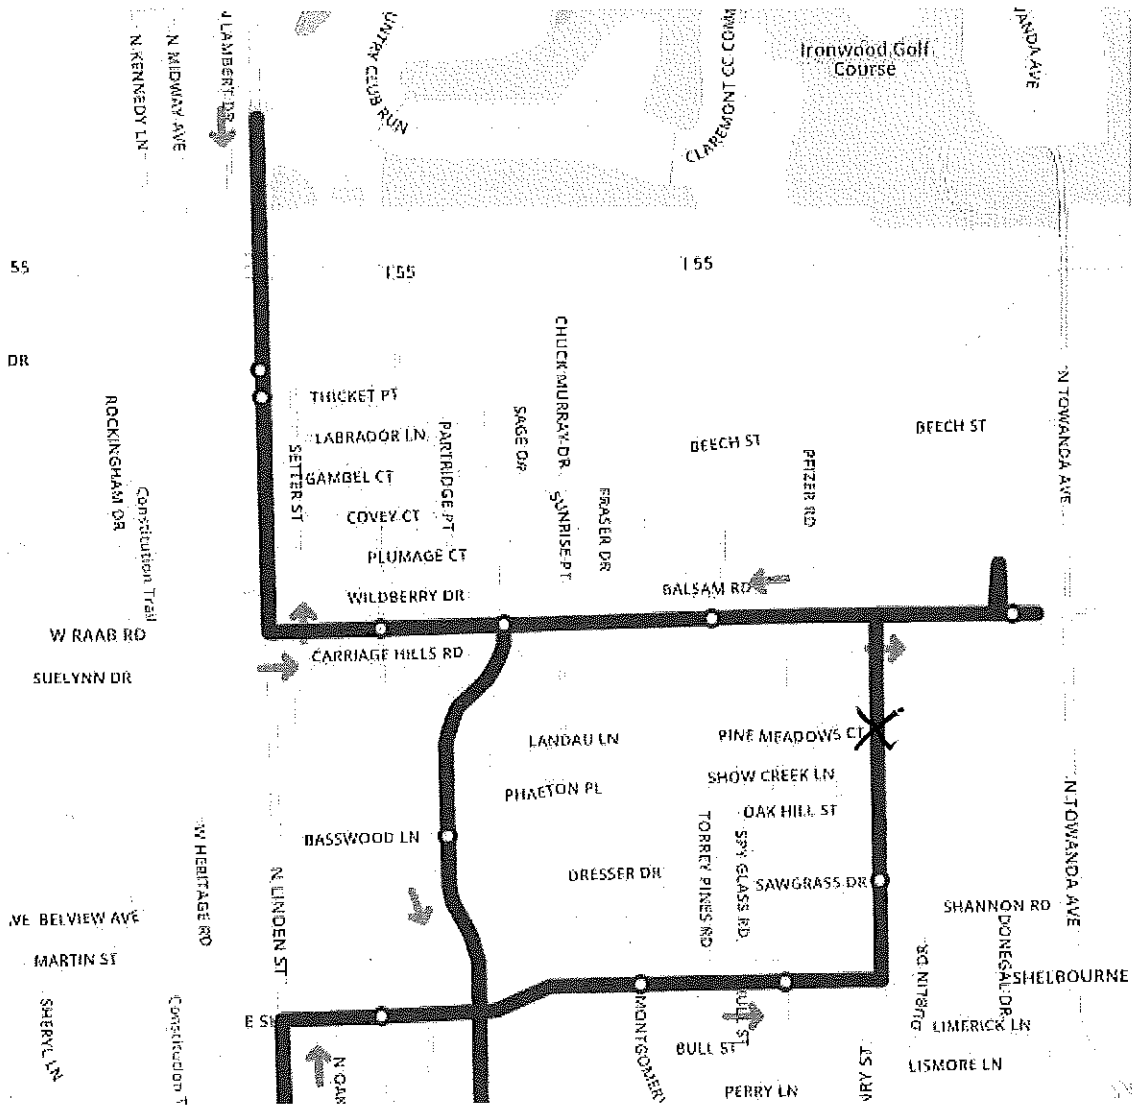 N KENNEDY LN
N MIDWAY AVE
N LAMBERT DR
UNTRY CLUB RUN
CLAREMONT CC COM
Ironwood Golf
Course
ANDA AVE
55
I 55
I 55
DR
ROCKINGHAM DR
Constitution Trail
SETTER ST
THICKET PT
LABRADOR LN
GAMBEL CT
COVEY CT
PLUMAGE CT
WILDBERRY DR
PARTRIDGE PT
SAGE DR
CHUCK MURRAY DR
SUNRISE PT
FRASER DR
BEECH ST
BEECH ST
PFIZER RD
N TOWANDA AVE
BALSAM RD
W RAAB RD
CARRIAGE HILLS RD
SUELYNN DR
LANDAU LN
PINE MEADOWS CT
PHAETON PL
SHOW CREEK LN
OAK HILL ST
BASSWOOD LN
TORREY PINES RD
SPY GLASS RD
N TOWANDA AVE
W HERITAGE RD
N LINDEN ST
DRESSER DR
SAWGRASS DR
SHANNON RD
VE BELVIEW AVE
MARTIN ST
DUBLIN DR
DONEGAL DR
SHELBOURNE
SHERYL LN
Constitution T
E SH
N OAK
MONTGOMERY
BULL ST
BULL ST
LIMERICK LN
LISMORE LN
PERRY LN
NRY ST